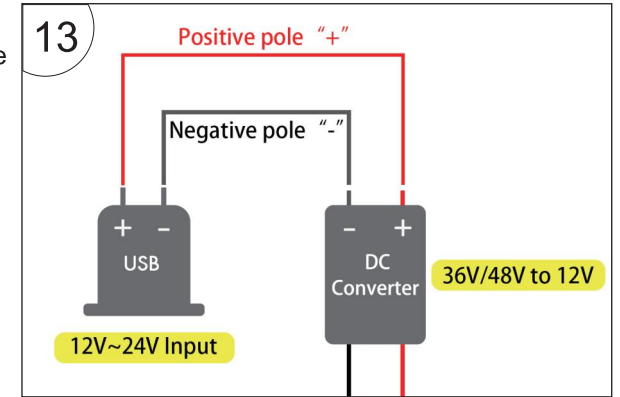 e
13
Positive pole “+”
Negative pole “-”
+ -
USB
- +
DC
Converter
36V/48V to 12V
12V~24V Input